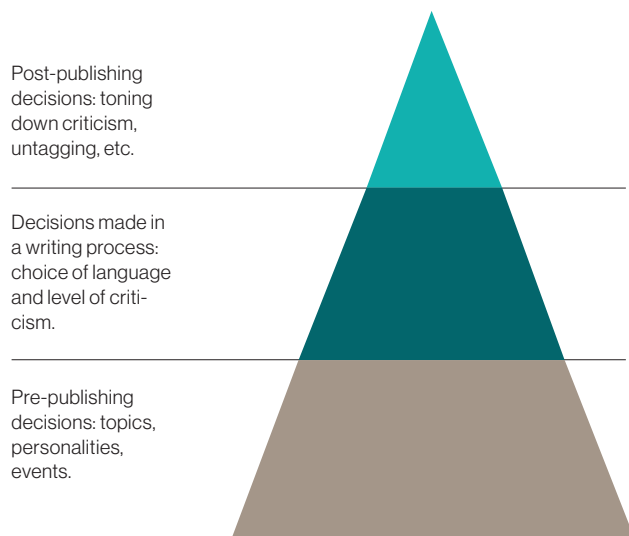 Post-publishing
decisions: toning
down criticism,
untagging, etc.
Decisions made in
a writing process:
choice of language
and level of criti-
cism.
Pre-publishing
decisions: topics,
personalities,
events.